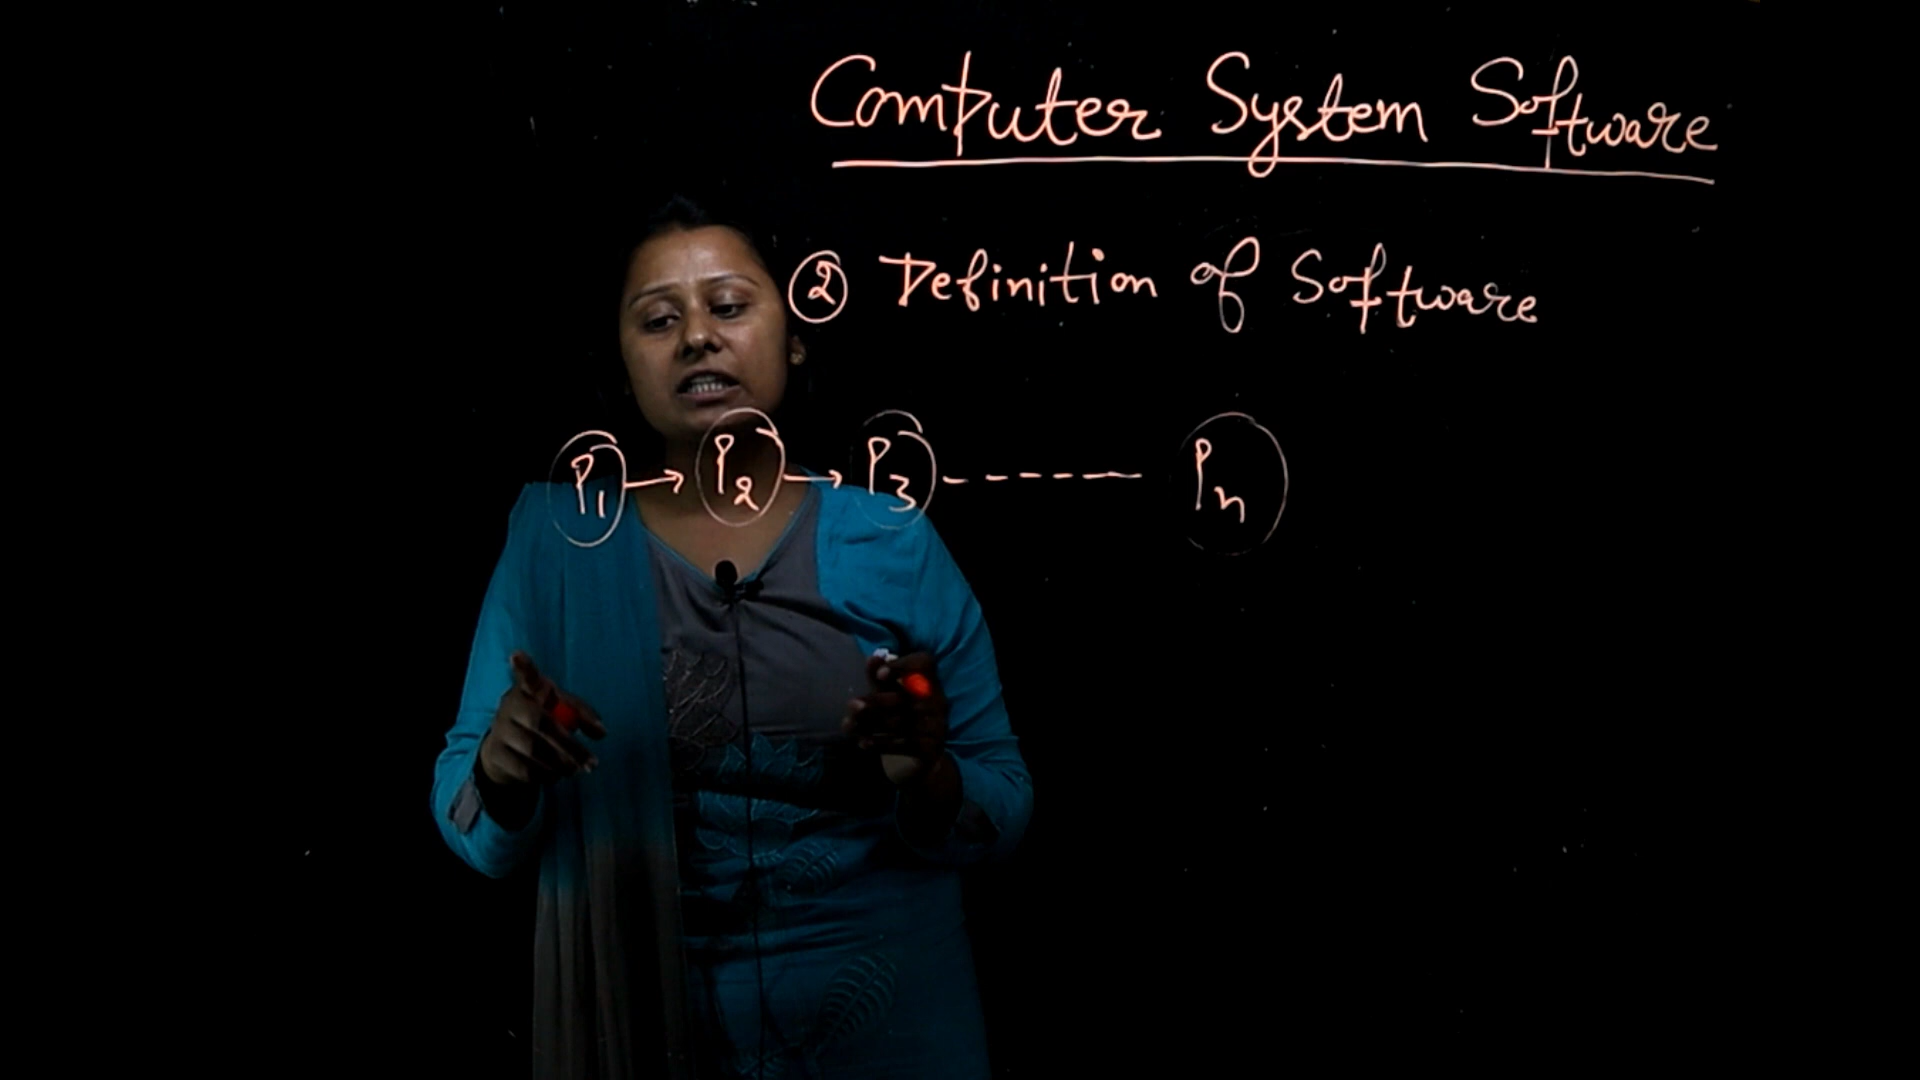 Computer System Software
② Definition of Software
P1 → P2 → P3 ------ Pn